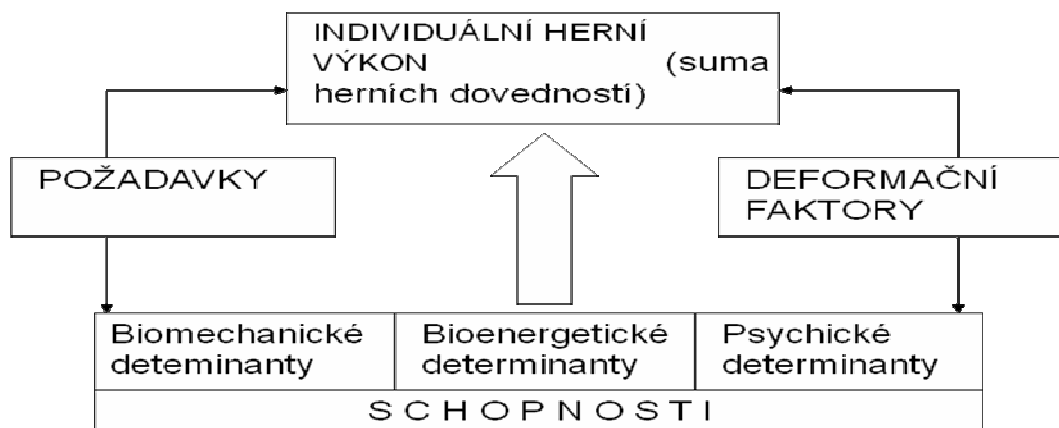 INDIVIDUÁLNÍ HERNÍ
VÝKON (suma
herních dovedností)
POŽADAVKY
DEFORMAČNÍ
FAKTORY
Biomechanické
deteminanty
Bioenergetické
determinanty
Psychické
determinanty
S C H O P N O S T I